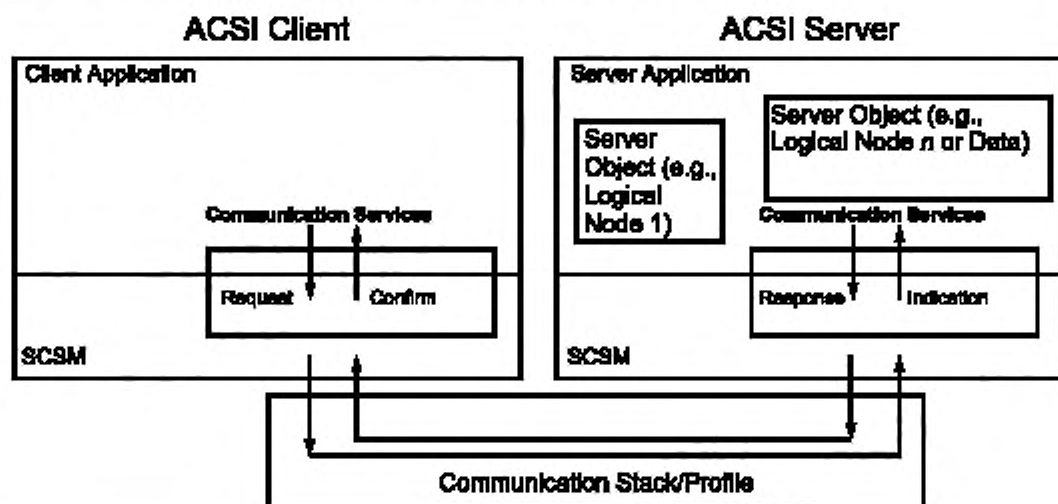 ACSI Client
ACSI Server
Client Application
Server Application
Server
Object (e.g.,
Logical
Node 1)
Server Object (e.g.,
Logical Node n or Data)
Communication Services
Communication Services
Request
Confirm
Response
Indication
SCSM
SCSM
Communication Stack/Profile